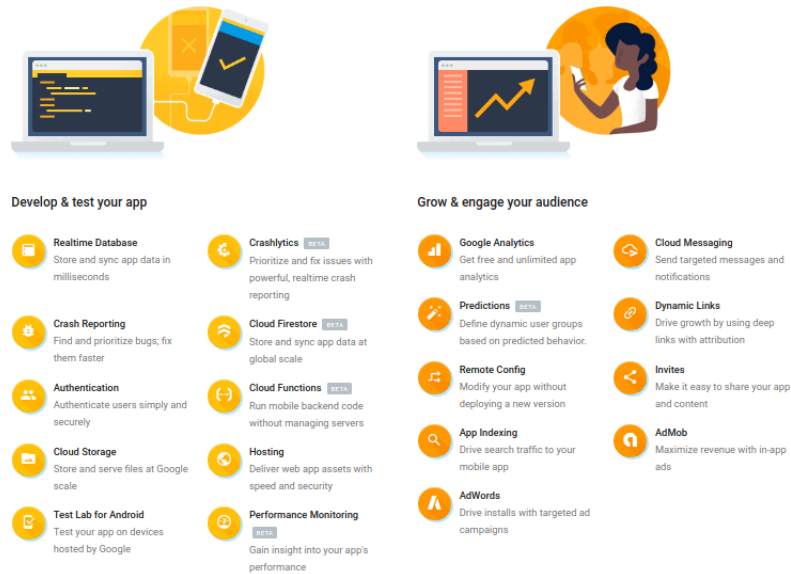 Develop & test your app
Realtime Database
Store and sync app data in
milliseconds
Crashlytics BETA
Prioritize and fix issues with
powerful, realtime crash
reporting
Crash Reporting
Find and prioritize bugs; fix
them faster
Cloud Firestore BETA
Store and sync app data at
global scale
Authentication
Authenticate users simply and
securely
Cloud Functions BETA
Run mobile backend code
without managing servers
Cloud Storage
Store and serve files at Google
scale
Hosting
Deliver web app assets with
speed and security
Test Lab for Android
Test your app on devices
hosted by Google
Performance Monitoring
BETA
Gain insight into your app's
performance
Grow & engage your audience
Google Analytics
Get free and unlimited app
analytics
Cloud Messaging
Send targeted messages and
notifications
Predictions BETA
Define dynamic user groups
based on predicted behavior.
Dynamic Links
Drive growth by using deep
links with attribution
Remote Config
Modify your app without
deploying a new version
Invites
Make it easy to share your app
and content
App Indexing
Drive search traffic to your
mobile app
AdMob
Maximize revenue with in-app
ads
AdWords
Drive installs with targeted ad
campaigns